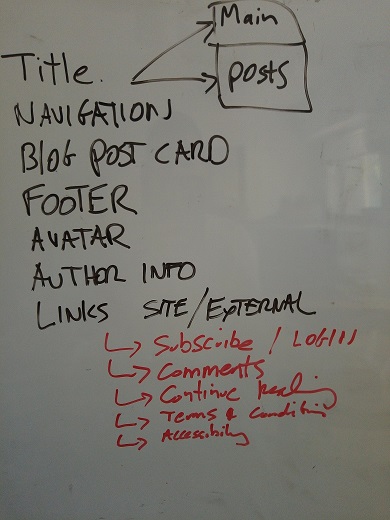 Main
Title
Posts
NAVIGATION
BLOG POST CARD
FOOTER
AVATAR
AUTHOR INFO
LINKS SITE/EXTERNAL
Subscribe / LOGIN
Comments
Continue Reading
Terms & Conditions
Accessibility